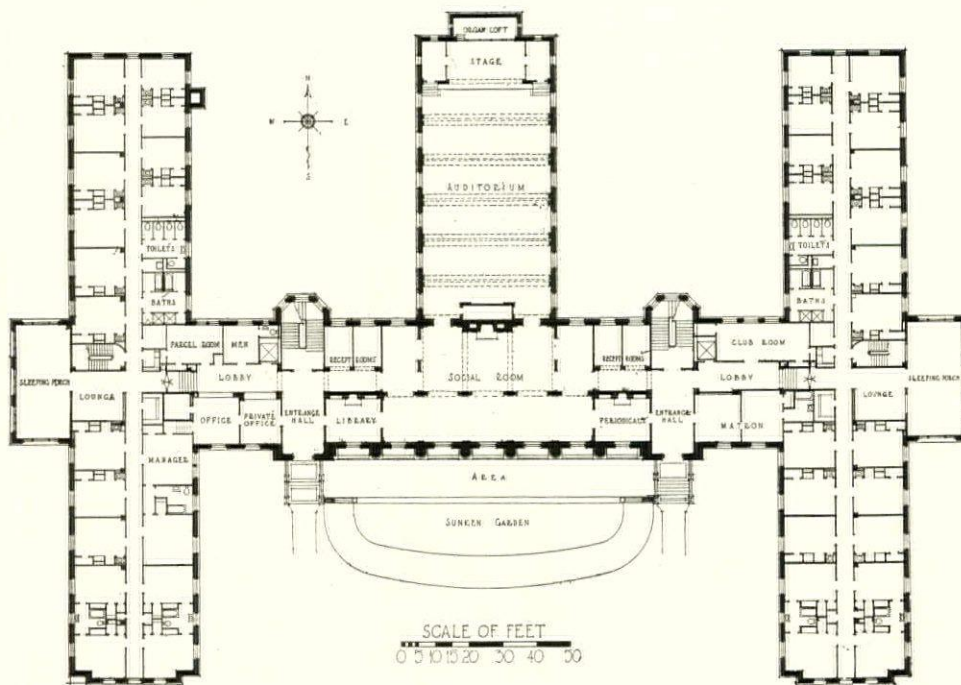 ORGAN LOFT
STAGE
N
W E
S
AUDITORIUM
TOILETS
TOILETS
BATHS
BATHS
PARCEL ROOM
MEN
RECEPT. ROOMS
RECEPT. ROOMS
CLUB ROOM
SLEEPING PORCH
LOUNGE
LOBBY
SOCIAL ROOM
LOBBY
LOUNGE
SLEEPING PORCH
OFFICE
PRIVATE OFFICE
ENTRANCE HALL
LIBRARY
PERIODICALS
ENTRANCE HALL
MATRON
MANAGER
AREA
SUNKEN GARDEN
SCALE OF FEET
0 5 10 15 20 30 40 50